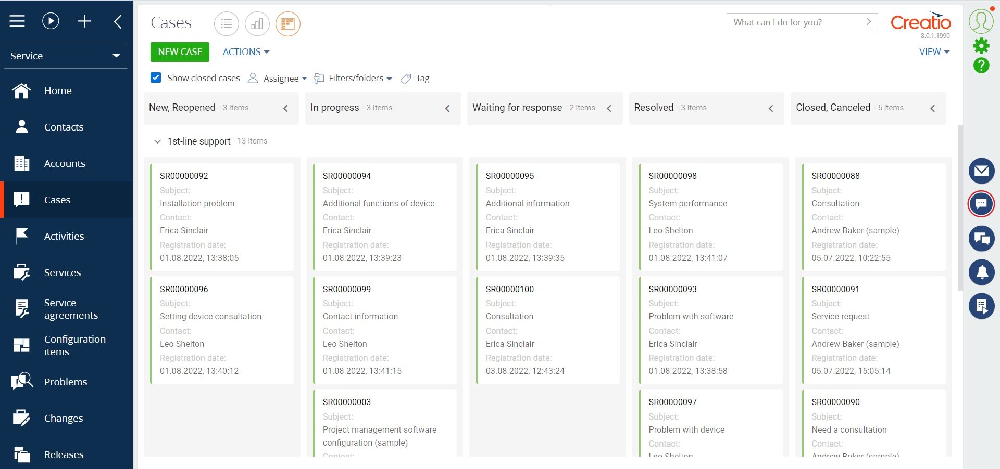 Service
Home
Contacts
Accounts
Cases
Activities
Services
Service
agreements
Configuration
items
Problems
Changes
Releases
Cases
What can I do for you?
Creatio
8.0.1.1990
NEW CASE
ACTIONS
VIEW
Show closed cases
Assignee
Filters/folders
Tag
New, Reopened - 3 items
In progress - 3 items
Waiting for response - 2 items
Resolved - 3 items
Closed, Canceled - 5 items
1st-line support - 13 items
SR00000092
Subject:
Installation problem
Contact:
Erica Sinclair
Registration date:
01.08.2022, 13:38:05
SR00000096
Subject:
Setting device consultation
Contact:
Leo Shelton
Registration date:
01.08.2022, 13:40:12
SR00000094
Subject:
Additional functions of device
Contact:
Erica Sinclair
Registration date:
01.08.2022, 13:39:23
SR00000099
Subject:
Contact information
Contact:
Leo Shelton
Registration date:
01.08.2022, 13:41:15
SR00000003
Subject:
Project management software
configuration (sample)
Contact:
SR00000095
Subject:
Additional information
Contact:
Erica Sinclair
Registration date:
01.08.2022, 13:39:35
SR00000100
Subject:
Consultation
Contact:
Erica Sinclair
Registration date:
03.08.2022, 12:43:24
SR00000098
Subject:
System performance
Contact:
Leo Shelton
Registration date:
01.08.2022, 13:41:07
SR00000093
Subject:
Problem with software
Contact:
Erica Sinclair
Registration date:
01.08.2022, 13:38:58
SR00000097
Subject:
Problem with device
Contact:
Leo Shelton
SR00000088
Subject:
Consultation
Contact:
Andrew Baker (sample)
Registration date:
05.07.2022, 10:22:55
SR00000091
Subject:
Service request
Contact:
Andrew Baker (sample)
Registration date:
05.07.2022, 15:05:14
SR00000090
Subject:
Need a consultation
Contact:
Andrew Baker (sample)